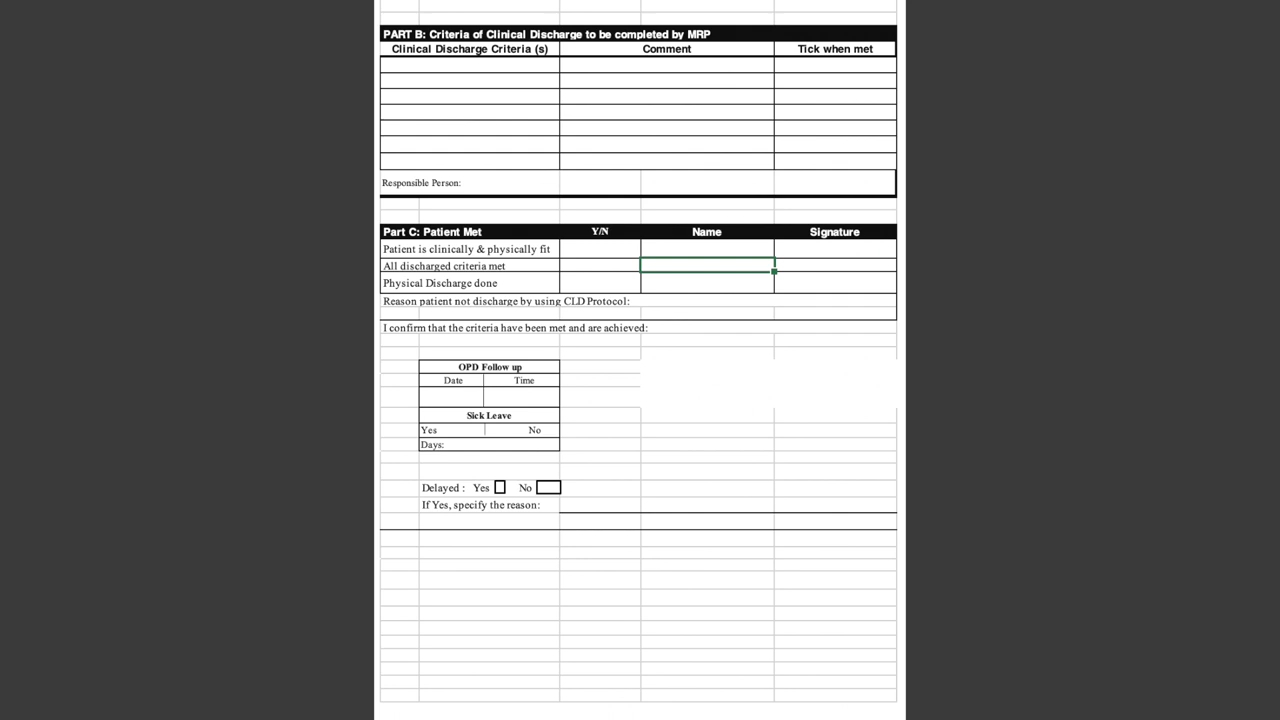 PART B: Criteria of Clinical Discharge to be completed by MRP
Clinical Discharge Criteria (s) Comment Tick when met
Responsible Person:
Part C: Patient Met Y/N Name Signature
Patient is clinically & physically fit
All discharged criteria met
Physical Discharge done
Reason patient not discharge by using CLD Protocol:
I confirm that the criteria have been met and are achieved:
OPD Follow up
Date Time
Sick Leave
Yes No
Days:
Delayed : Yes No
If Yes, specify the reason: